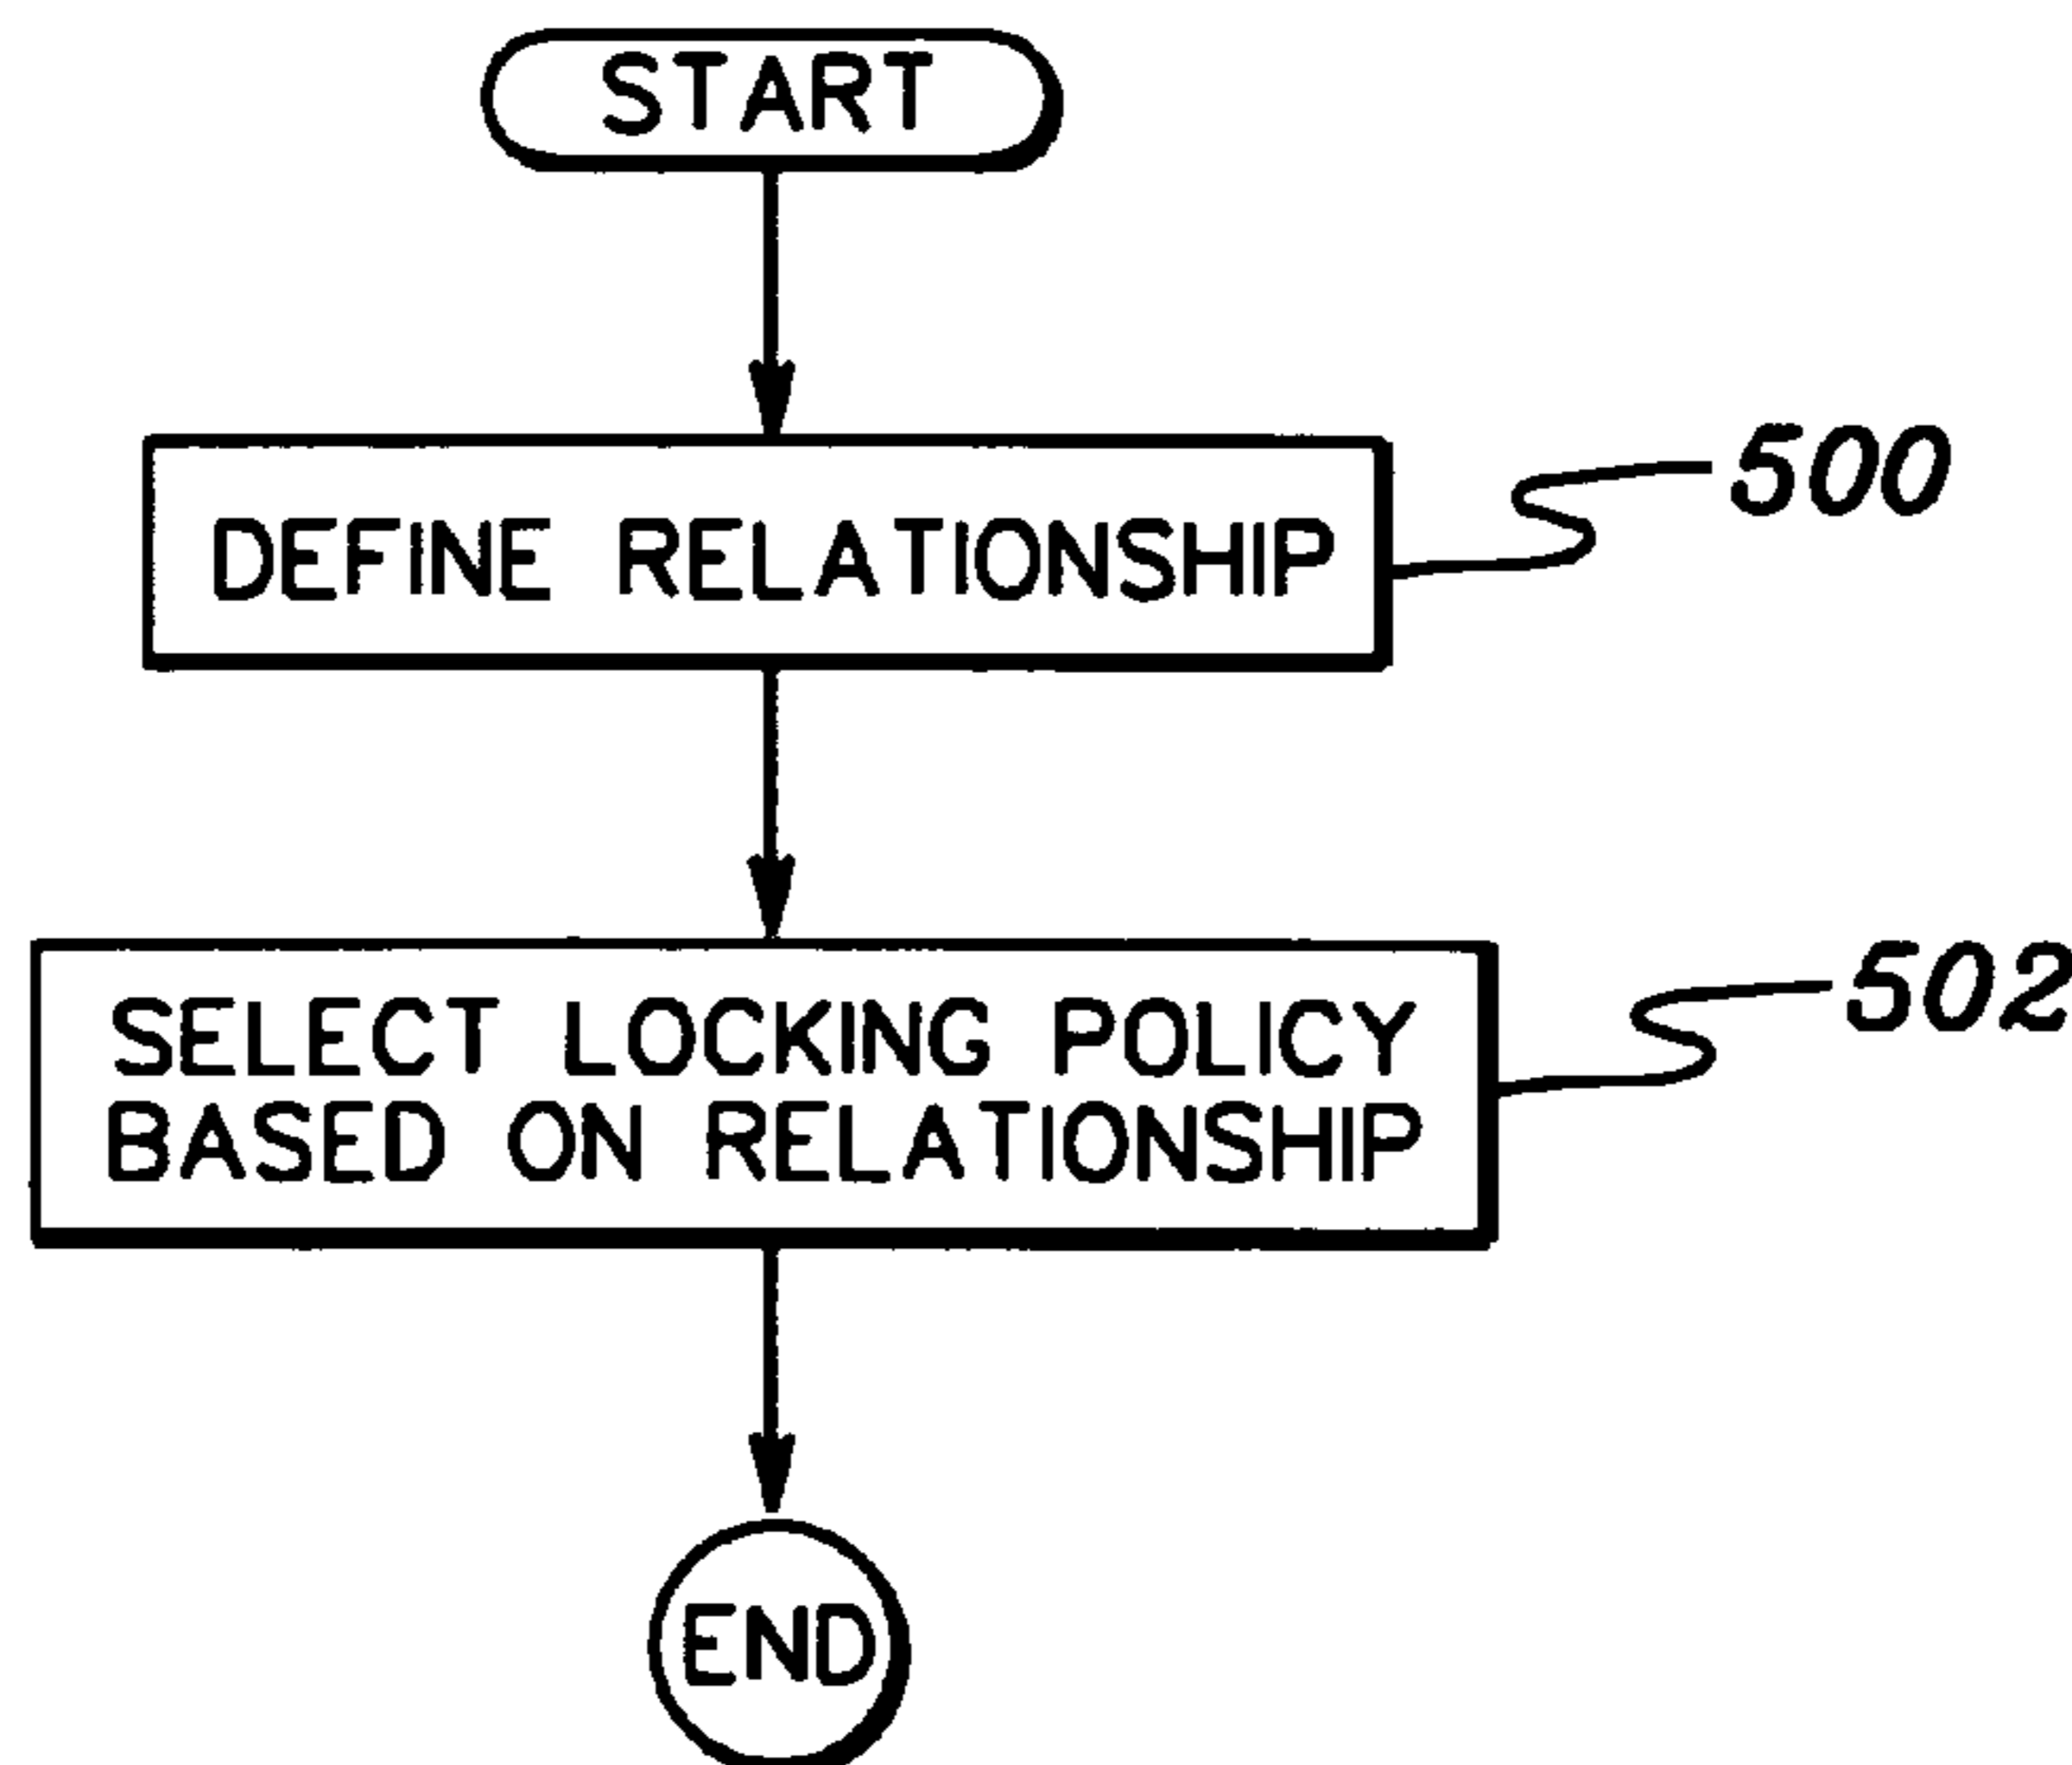 START
DEFINE RELATIONSHIP
500
SELECT LOCKING POLICY
BASED ON RELATIONSHIP
502
END